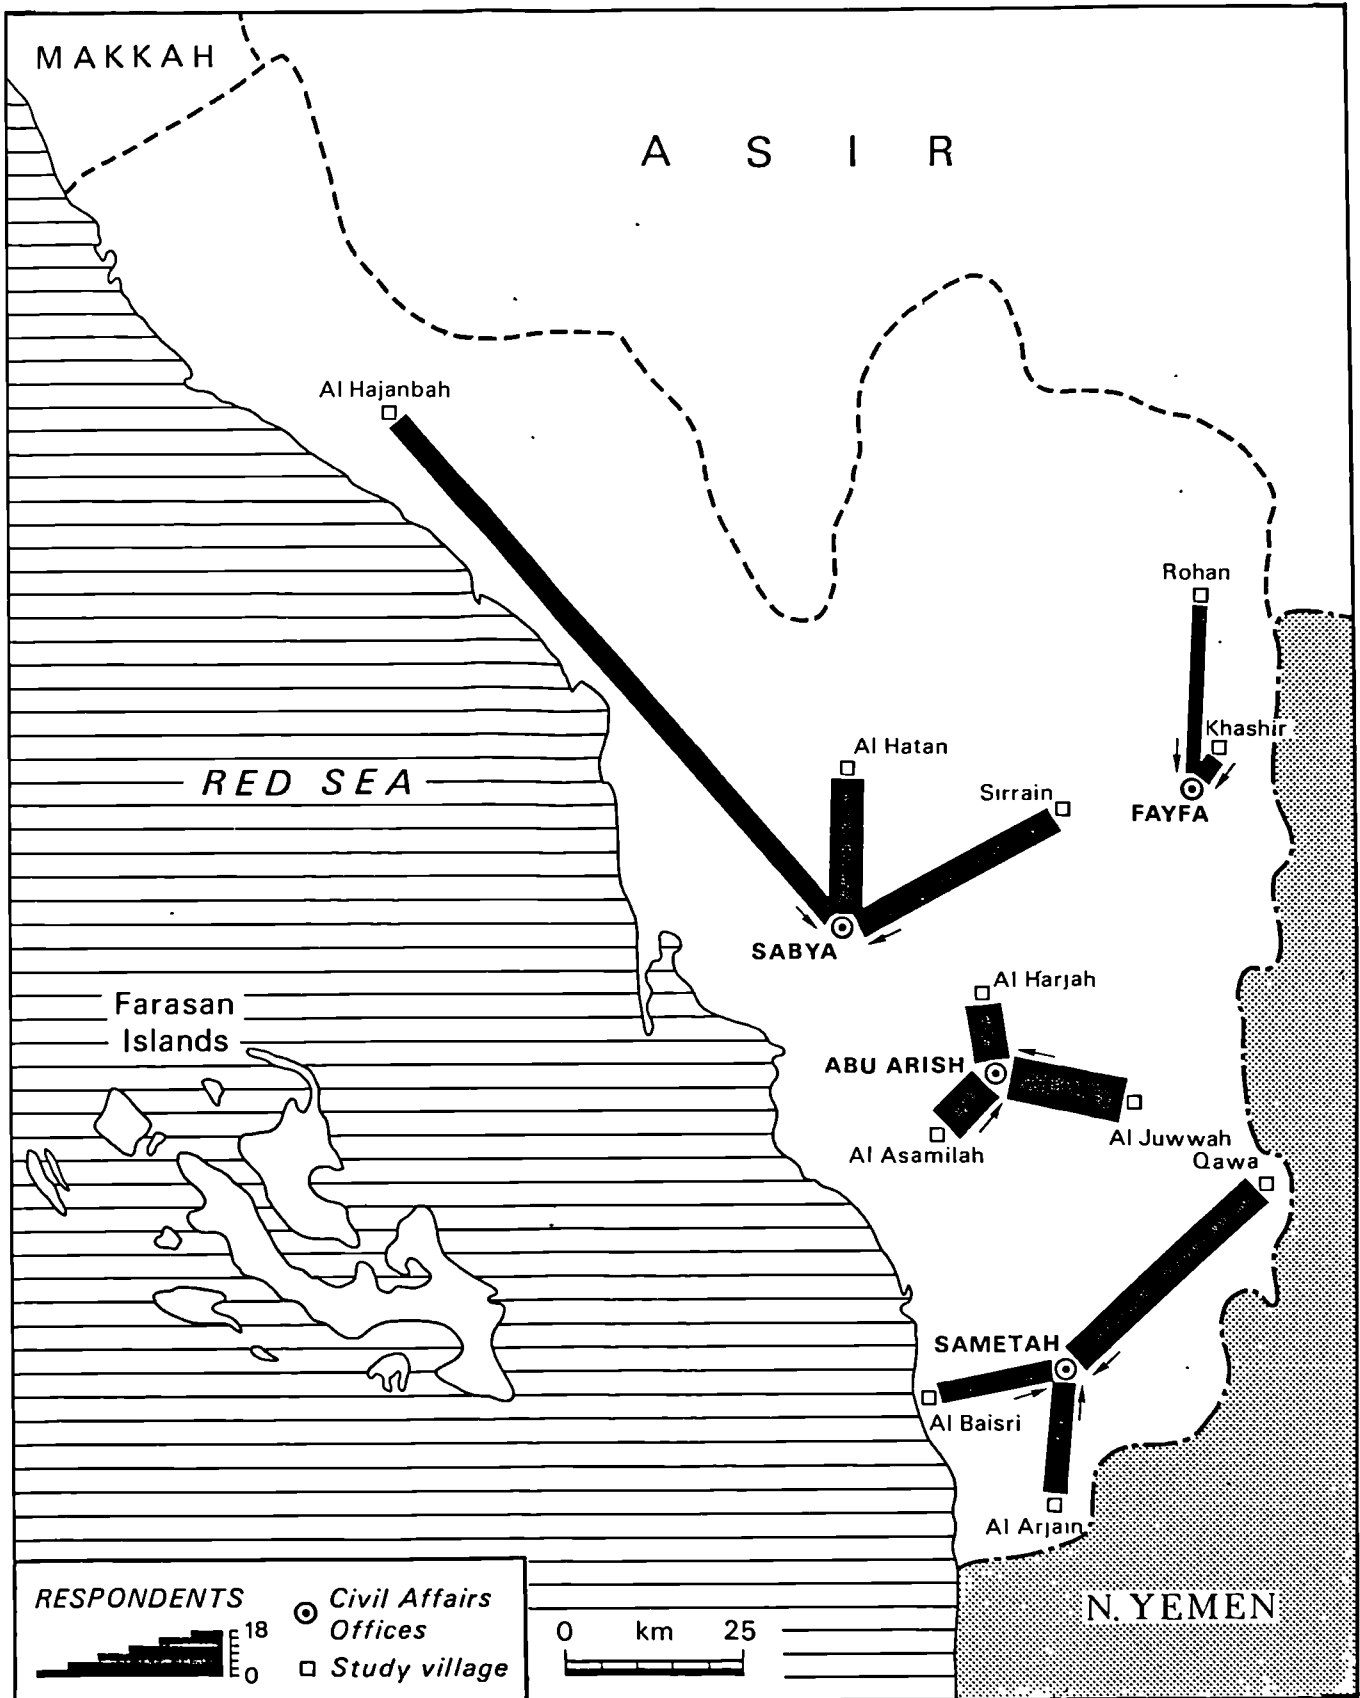 MAKKAH
A S I R
Al Hajanbah
Rohan
Khashir
Al Hatan
RED SEA
Sirrain
FAYFA
SABYA
Al Harjah
Farasan
Islands
ABU ARISH
Al Juwwah
Al Asamilah
Qawa
SAMETAH
Al Baisri
Al Arjain
N. YEMEN
RESPONDENTS
18
0
Civil Affairs
Offices
Study village
0 km 25